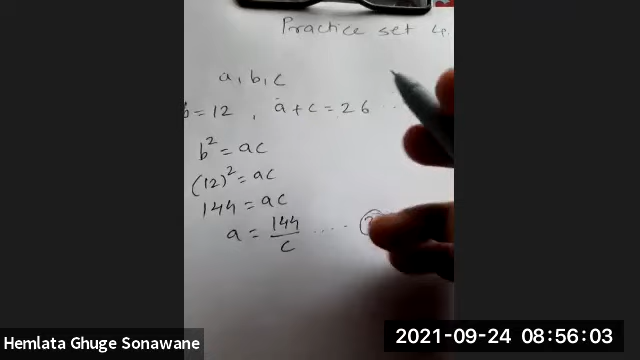 Practice set 4.
a, b, c
b = 12 , a + c = 26 ...
b² = ac
(12)² = ac
144 = ac
a = 144/c ....
Hemlata Ghuge Sonawane
2021-09-24 08:56:03